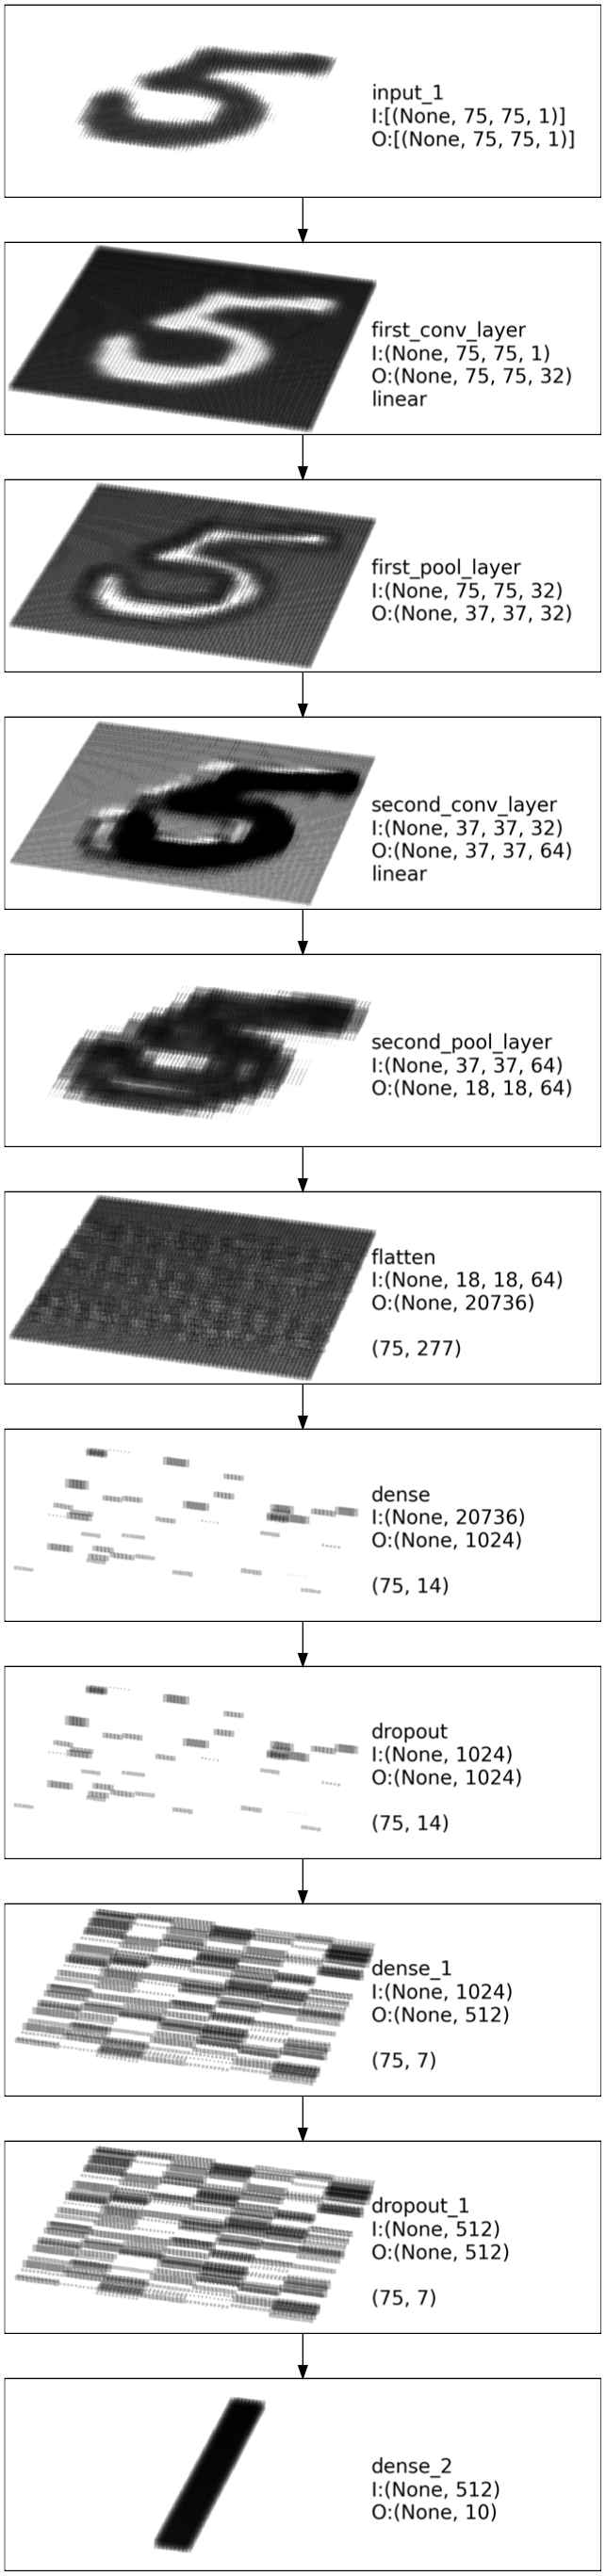 input_1
I:[(None, 75, 75, 1)]
O:[(None, 75, 75, 1)]
first_conv_layer
I:(None, 75, 75, 1)
O:(None, 75, 75, 32)
linear
first_pool_layer
I:(None, 75, 75, 32)
O:(None, 37, 37, 32)
second_conv_layer
I:(None, 37, 37, 32)
O:(None, 37, 37, 64)
linear
second_pool_layer
I:(None, 37, 37, 64)
O:(None, 18, 18, 64)
flatten
I:(None, 18, 18, 64)
O:(None, 20736)
(75, 277)
dense
I:(None, 20736)
O:(None, 1024)
(75, 14)
dropout
I:(None, 1024)
O:(None, 1024)
(75, 14)
dense_1
I:(None, 1024)
O:(None, 512)
(75, 7)
dropout_1
I:(None, 512)
O:(None, 512)
(75, 7)
dense_2
I:(None, 512)
O:(None, 10)